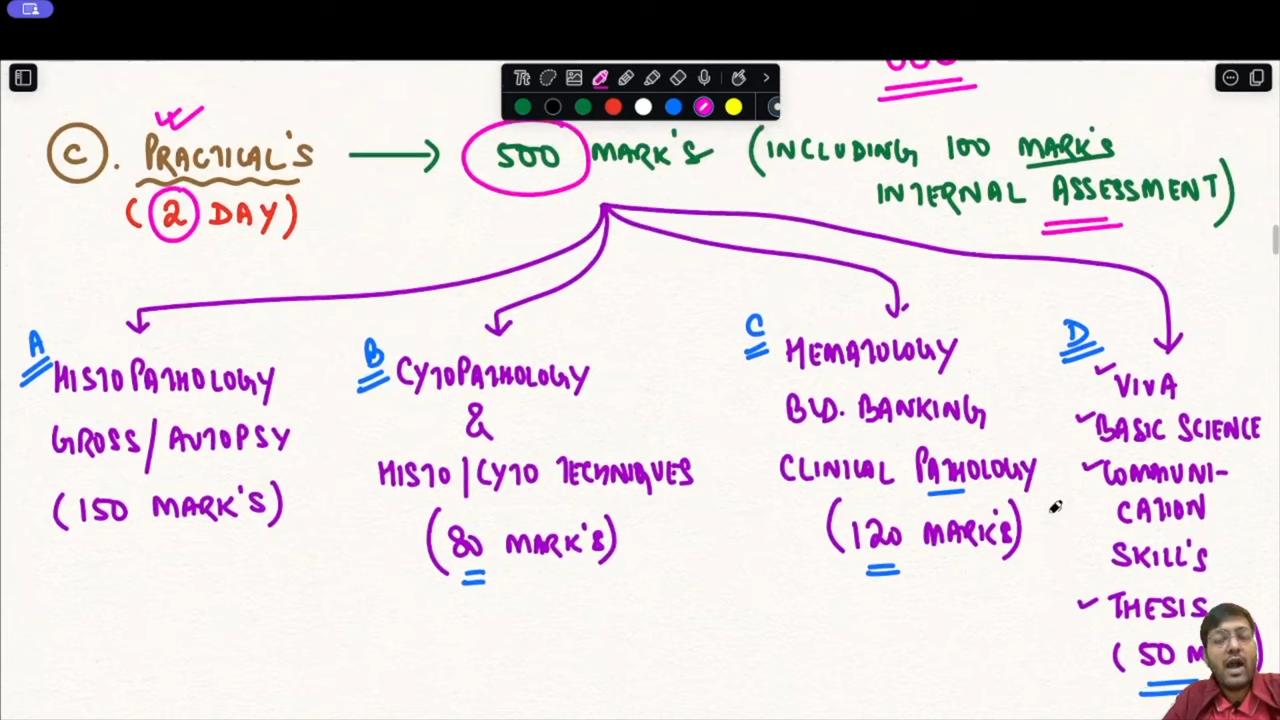 C. PRACTICAL'S → 500 MARK'S (INCLUDING 100 MARK'S
INTERNAL ASSESSMENT)
(2 DAY)
A
HISTOPATHOLOGY
GROSS/AUTOPSY
(150 MARK'S)
B
CYTOPATHOLOGY
&
HISTO/CYTO TECHNIQUES
(80 MARK'S)
C
HEMATOLOGY
BLD. BANKING
CLINICAL PATHOLOGY
(120 MARK'S)
D
VIVA
BASIC SCIENCE
COMMUNI-
CATION
SKILL'S
THESIS
(50
Tt